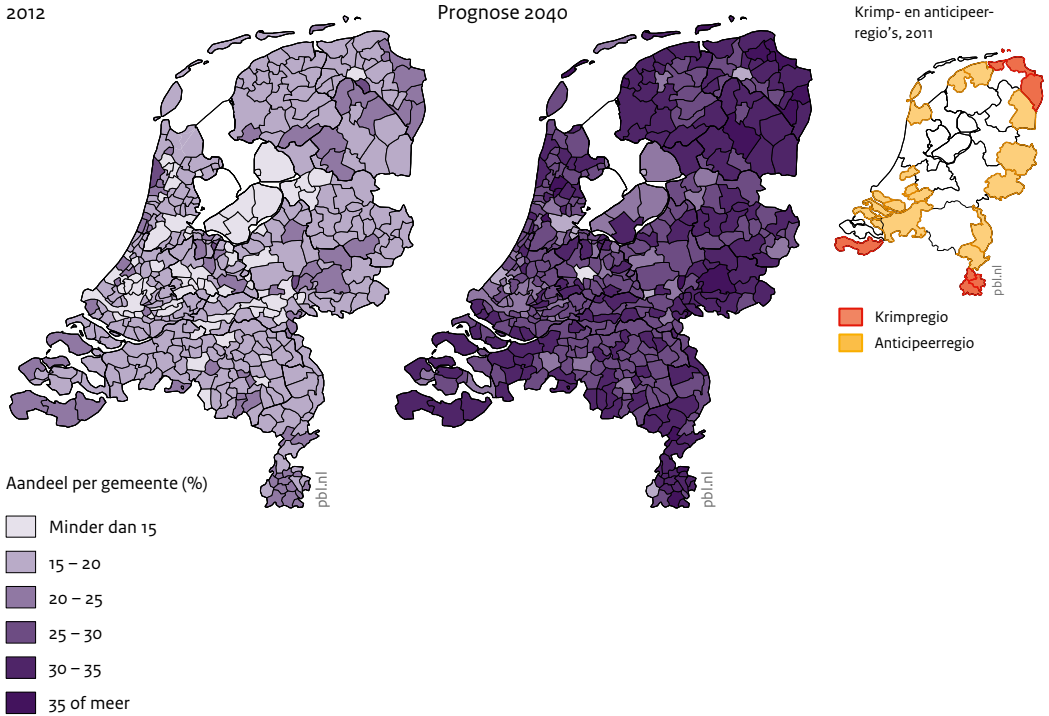 2012
Prognose 2040
Krimp- en anticipeer-
regio's, 2011
pbl.nl
Krimpregio
Anticipeerregio
pbl.nl
pbl.nl
Aandeel per gemeente (%)
Minder dan 15
15 – 20
20 – 25
25 – 30
30 – 35
35 of meer